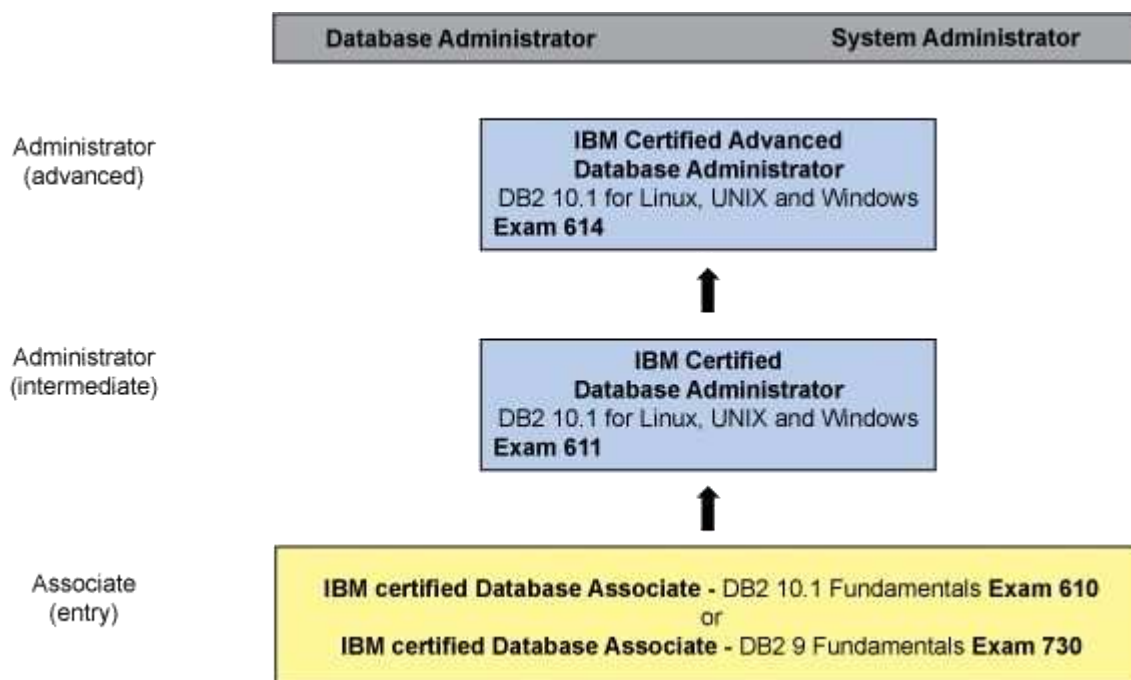 Database Administrator System Administrator
Administrator
(advanced)
IBM Certified Advanced
Database Administrator
DB2 10.1 for Linux, UNIX and Windows
Exam 614
Administrator
(intermediate)
IBM Certified
Database Administrator
DB2 10.1 for Linux, UNIX and Windows
Exam 611
Associate
(entry)
IBM certified Database Associate - DB2 10.1 Fundamentals Exam 610
or
IBM certified Database Associate - DB2 9 Fundamentals Exam 730